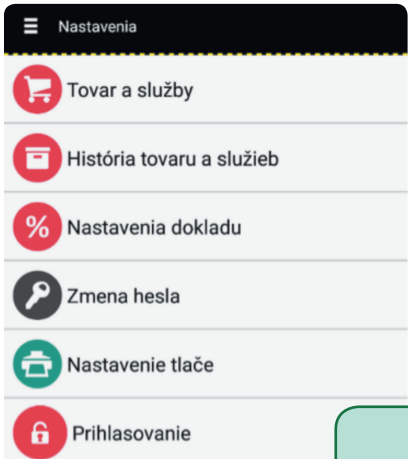 Nastavenia
Tovar a služby
História tovaru a služieb
% Nastavenia dokladu
Zmena hesla
Nastavenie tlače
Prihlasovanie